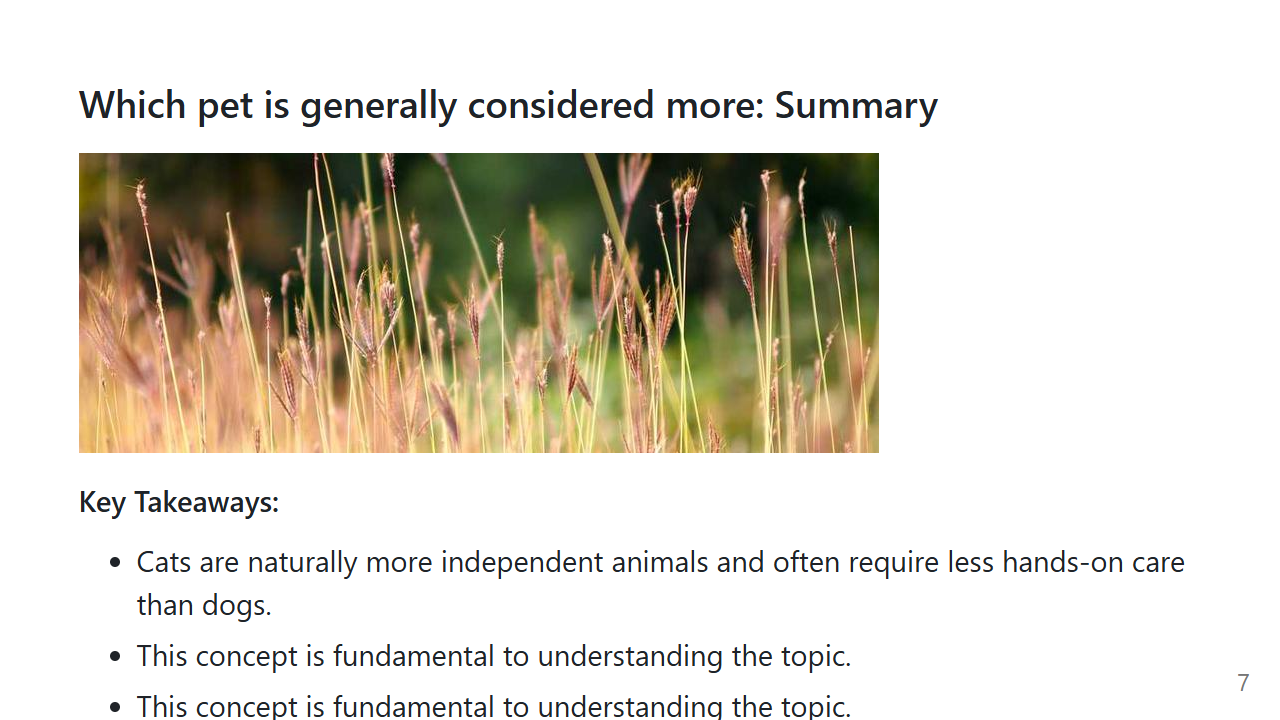 Which pet is generally considered more: Summary
Key Takeaways:
Cats are naturally more independent animals and often require less hands-on care
than dogs.
This concept is fundamental to understanding the topic.
This concept is fundamental to understanding the topic.
7